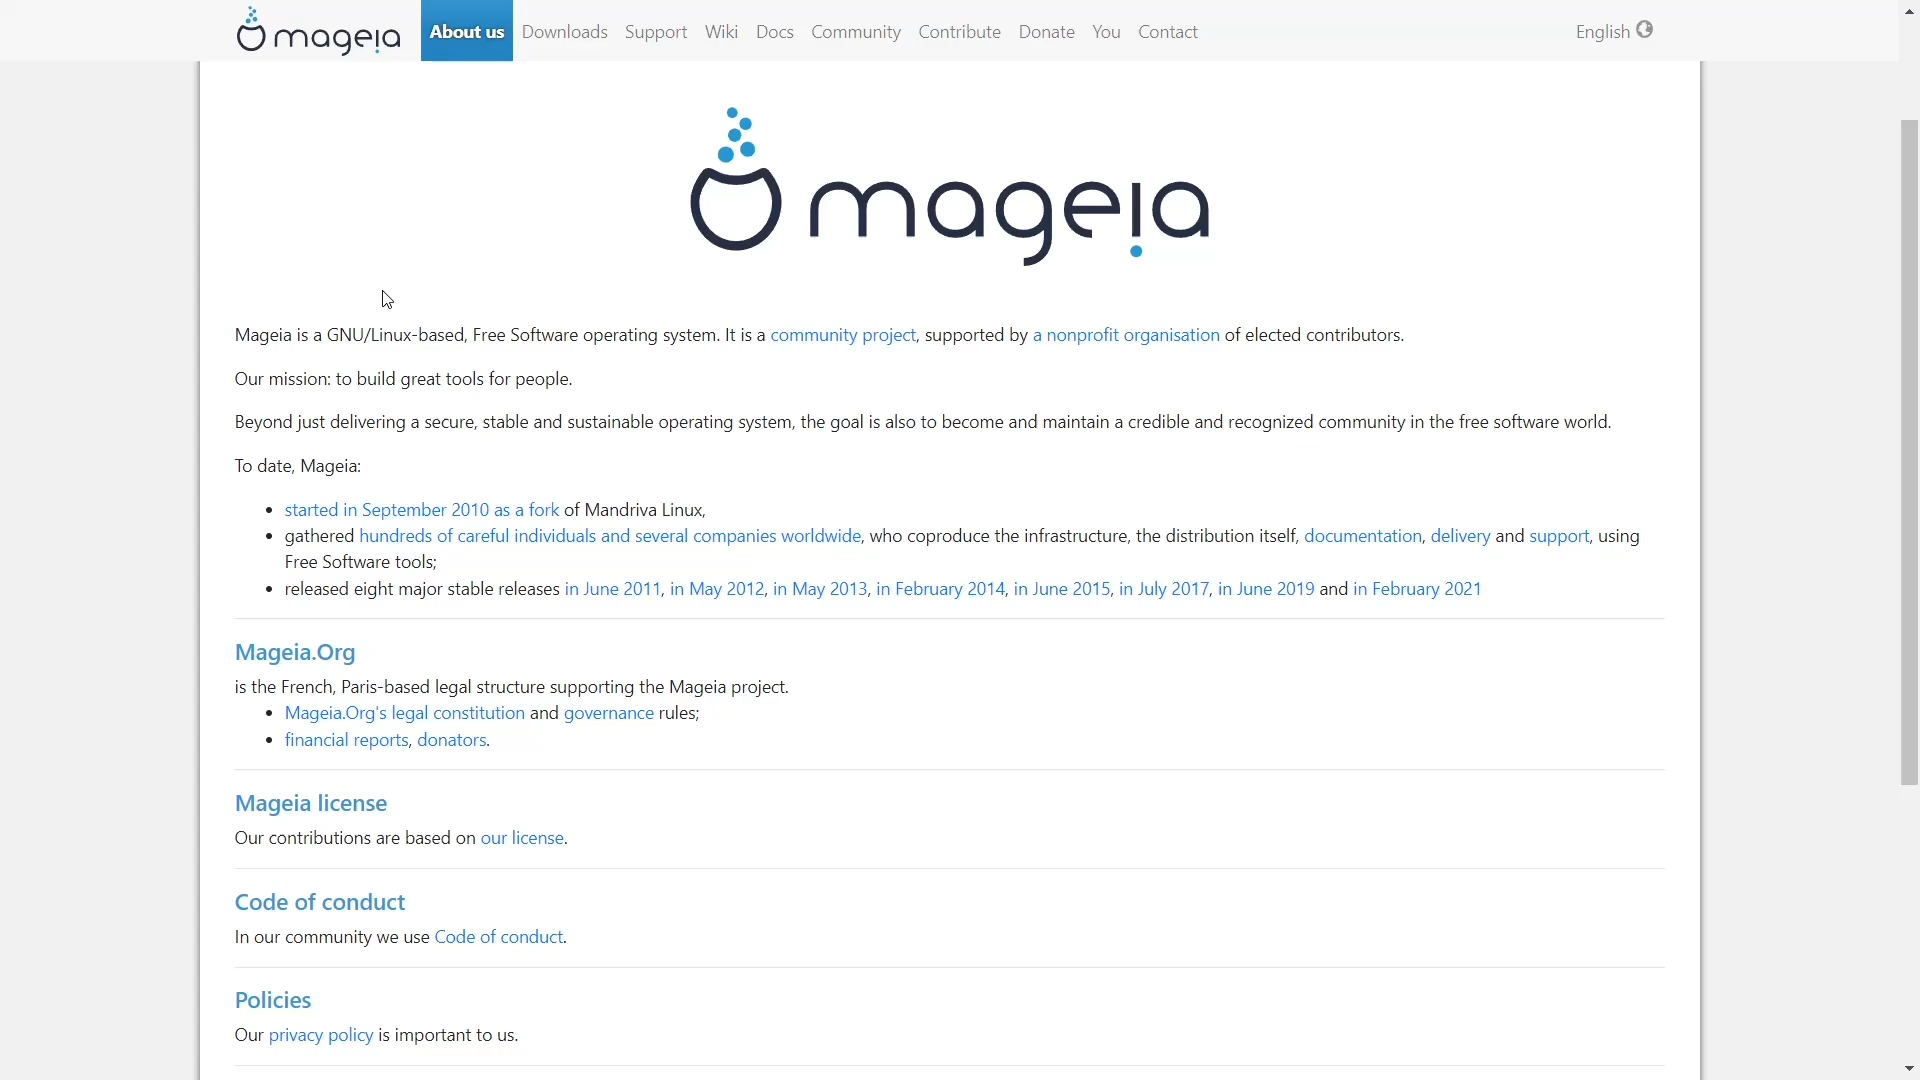 mageia About us Downloads Support Wiki Docs Community Contribute Donate You Contact English
mageia
Mageia is a GNU/Linux-based, Free Software operating system. It is a community project, supported by a nonprofit organisation of elected contributors.
Our mission: to build great tools for people.
Beyond just delivering a secure, stable and sustainable operating system, the goal is also to become and maintain a credible and recognized community in the free software world.
To date, Mageia:
• started in September 2010 as a fork of Mandriva Linux,
• gathered hundreds of careful individuals and several companies worldwide, who coproduce the infrastructure, the distribution itself, documentation, delivery and support, using
Free Software tools;
• released eight major stable releases in June 2011, in May 2012, in May 2013, in February 2014, in June 2015, in July 2017, in June 2019 and in February 2021
Mageia.Org
is the French, Paris-based legal structure supporting the Mageia project.
• Mageia.Org's legal constitution and governance rules;
• financial reports, donators.
Mageia license
Our contributions are based on our license.
Code of conduct
In our community we use Code of conduct.
Policies
Our privacy policy is important to us.